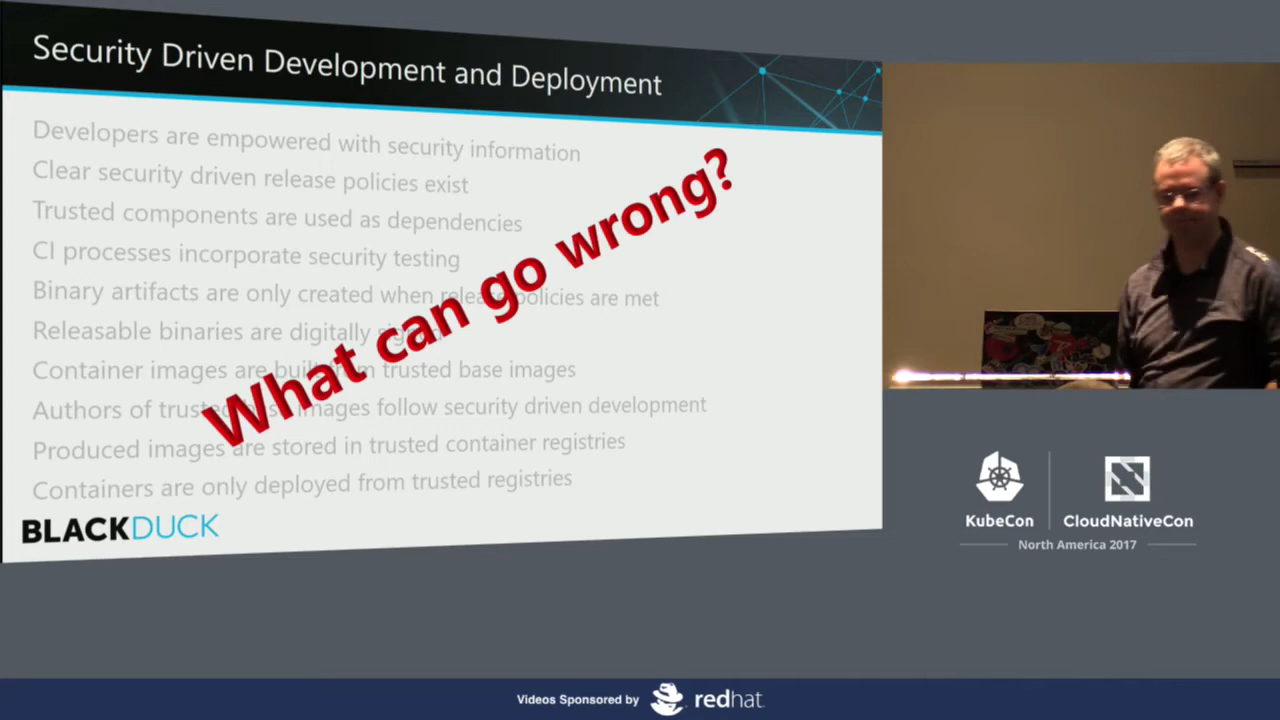 Security Driven Development and Deployment
Developers are empowered with security information
Clear security driven release policies exist
Trusted components are used as dependencies
CI processes incorporate security testing
Binary artifacts are only created when release policies are met
Releasable binaries are digitally signed
Container images are built from trusted base images
Authors of trusted base images follow security driven development
Produced images are stored in trusted container registries
Containers are only deployed from trusted registries
What can go wrong?
BLACKDUCK
KubeCon
CloudNativeCon
North America 2017
Videos Sponsored by
redhat.